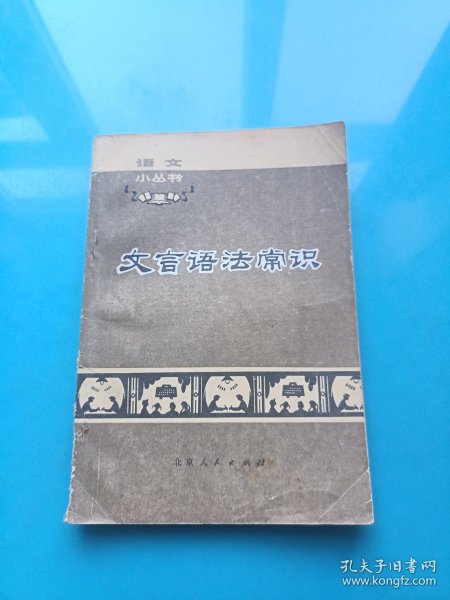 语文
小丛书
文言语法常识
北京人民出版社
孔夫子旧书网
www.kongfz.com